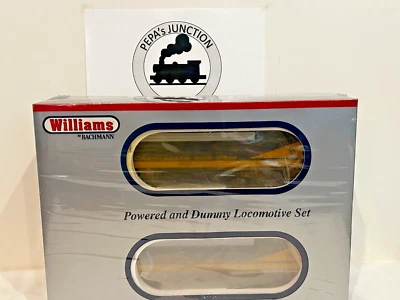 PEPA's JUNCTION
Williams
by BACHMANN
Powered and Dummy Locomotive Set